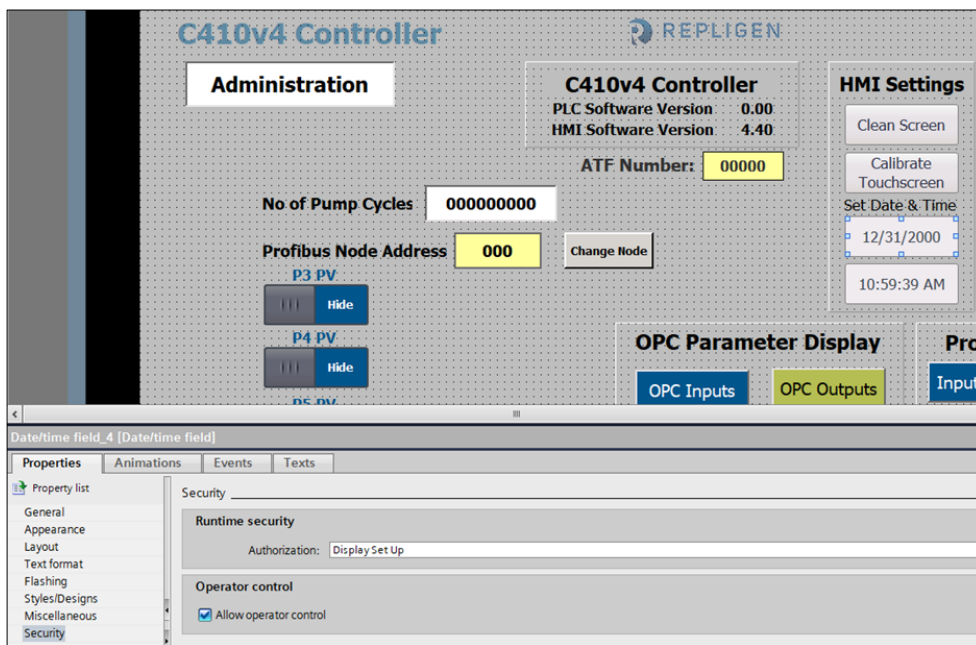 C410v4 Controller
REPLIGEN
Administration
C410v4 Controller
PLC Software Version 0.00
HMI Software Version 4.40
ATF Number: 00000
HMI Settings
Clean Screen
Calibrate
Touchscreen
Set Date & Time
12/31/2000
10:59:39 AM
No of Pump Cycles 000000000
Profibus Node Address 000 Change Node
P3 PV
Hide
P4 PV
Hide
P5 PV
OPC Parameter Display
OPC Inputs OPC Outputs
Pro
Input
Date/time field_4 [Date/time field]
Properties Animations Events Texts
Property list
General
Appearance
Layout
Text format
Flashing
Styles/Designs
Miscellaneous
Security
Security
Runtime security
Authorization: Display Set Up
Operator control
Allow operator control